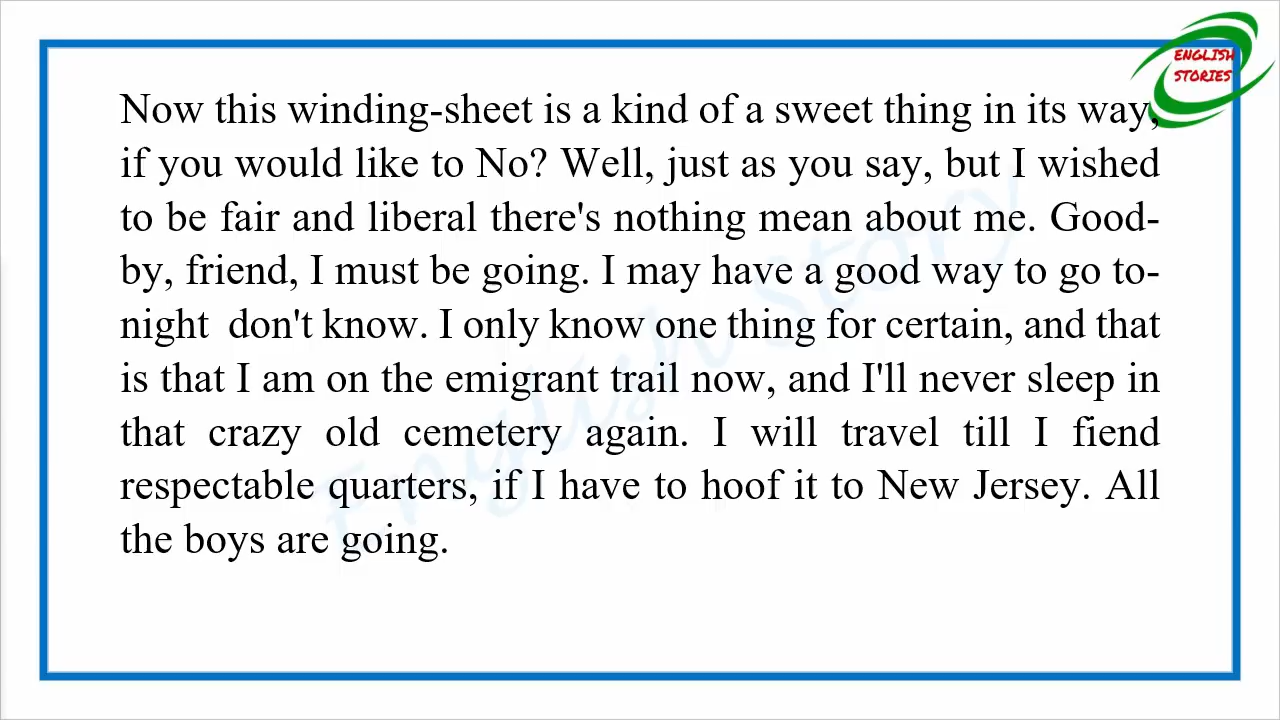 ENGLISH
STORIES
Now this winding-sheet is a kind of a sweet thing in its way,
if you would like to No? Well, just as you say, but I wished
to be fair and liberal there's nothing mean about me. Good-
by, friend, I must be going. I may have a good way to go to-
night  don't know. I only know one thing for certain, and that
is that I am on the emigrant trail now, and I'll never sleep in
that crazy old cemetery again. I will travel till I fiend
respectable quarters, if I have to hoof it to New Jersey. All
the boys are going.
English Story